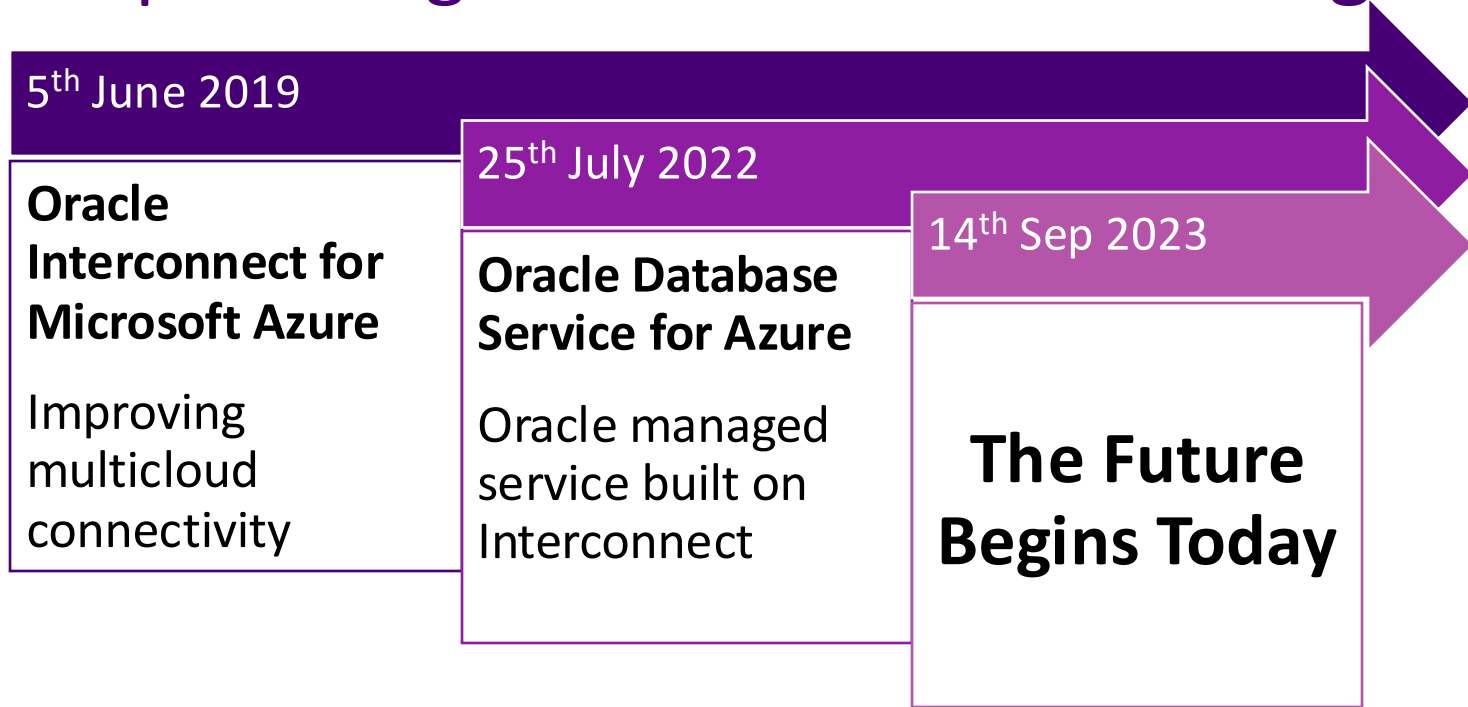 5th June 2019
Oracle
Interconnect for
Microsoft Azure
Improving
multicloud
connectivity
25th July 2022
Oracle Database
Service for Azure
Oracle managed
service built on
Interconnect
14th Sep 2023
The Future
Begins Today